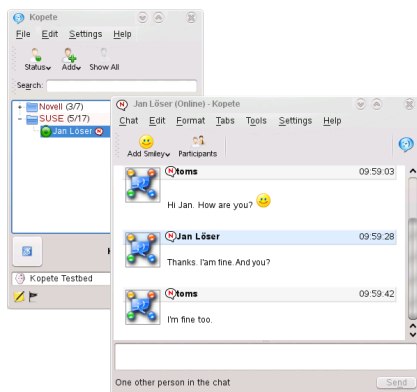 Kopete
File Edit Settings Help
Status Add Show All
Search:
Novell (3/7)
SUSE (5/17)
Jan Löser
Kopete Testbed
Jan Löser (Online) - Kopete
Chat Edit Format Tabs Tools Settings Help
Add Smiley Participants
toms 09:59:03
Hi Jan. How are you?
Jan Löser 09:59:28
Thanks. I'am fine. And you?
toms 09:59:42
I'm fine too.
One other person in the chat
Send